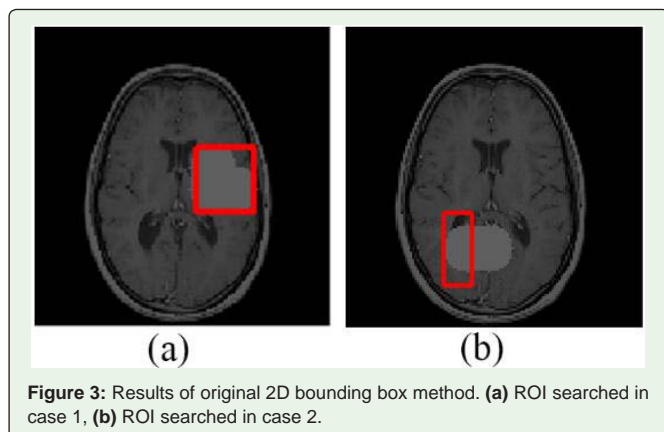 (a) (b)
Figure 3: Results of original 2D bounding box method. (a) ROI searched in
case 1, (b) ROI searched in case 2.